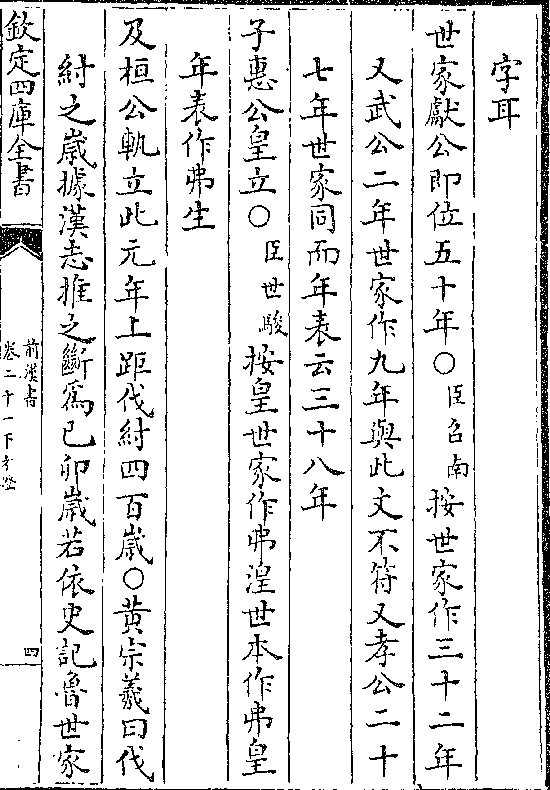 字耳
世家獻公即位五十年〇臣召南按世家作三十二年
又武公二年世家作九年與此文不符又孝公二十
七年世家同而年表云三十八年
子惠公皇立〇臣世駿按皇世家作弗湟世本作弗皇
年表作弗生
及桓公軌立此元年上距伐紂四百歲〇黃宗羲曰伐
紂之歲據漢志推之斷為己卯歲若依史記魯世家
欽定四庫全書
前漢書
卷二十一下考證
四